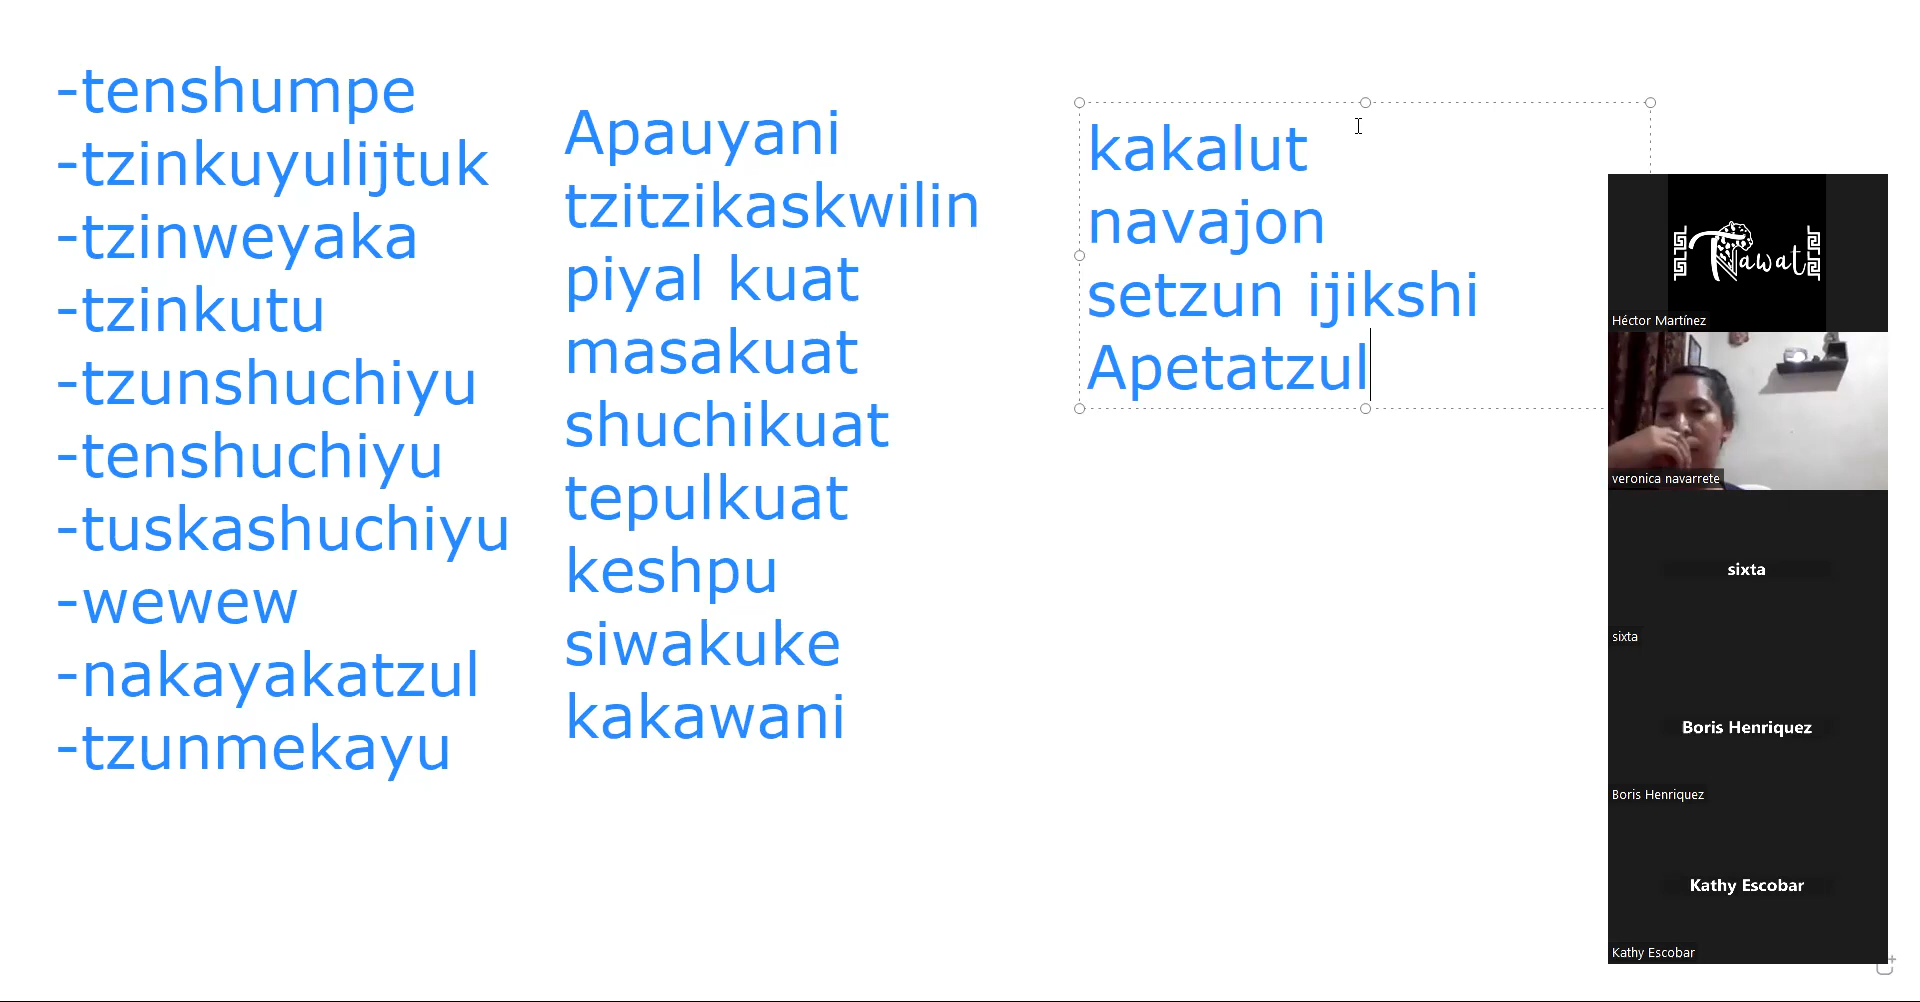 -tenshumpe
-tzinkuyulijtuk
-tzinweyaka
-tzinkutu
-tzunshuchiyu
-tenshuchiyu
-tuskashuchiyu
-wewew
-nakayakatzul
-tzunmekayu
Apauyani
tzitzikaskwilin
piyal kuat
masakuat
shuchikuat
tepulkuat
keshpu
siwakuke
kakawani
kakalut
navajon
setzun ijikshi
Apetatzul
Tawat
Héctor Martínez
veronica navarrete
sixta
sixta
Boris Henriquez
Boris Henriquez
Kathy Escobar
Kathy Escobar